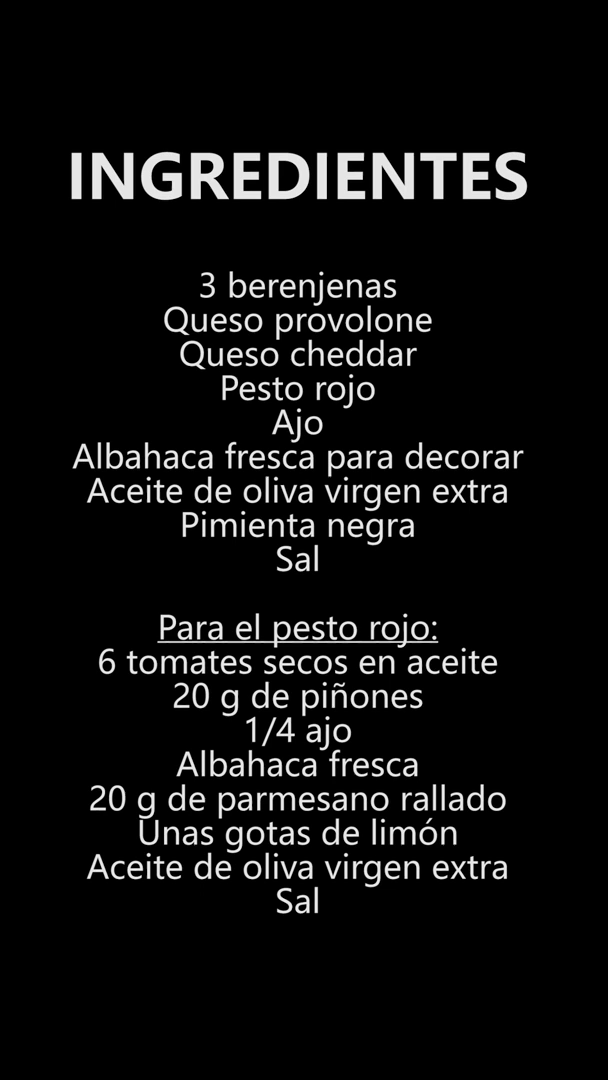 INGREDIENTES
3 berenjenas
Queso provolone
Queso cheddar
Pesto rojo
Ajo
Albahaca fresca para decorar
Aceite de oliva virgen extra
Pimienta negra
Sal
Para el pesto rojo:
6 tomates secos en aceite
20 g de piñones
1/4 ajo
Albahaca fresca
20 g de parmesano rallado
Unas gotas de limón
Aceite de oliva virgen extra
Sal